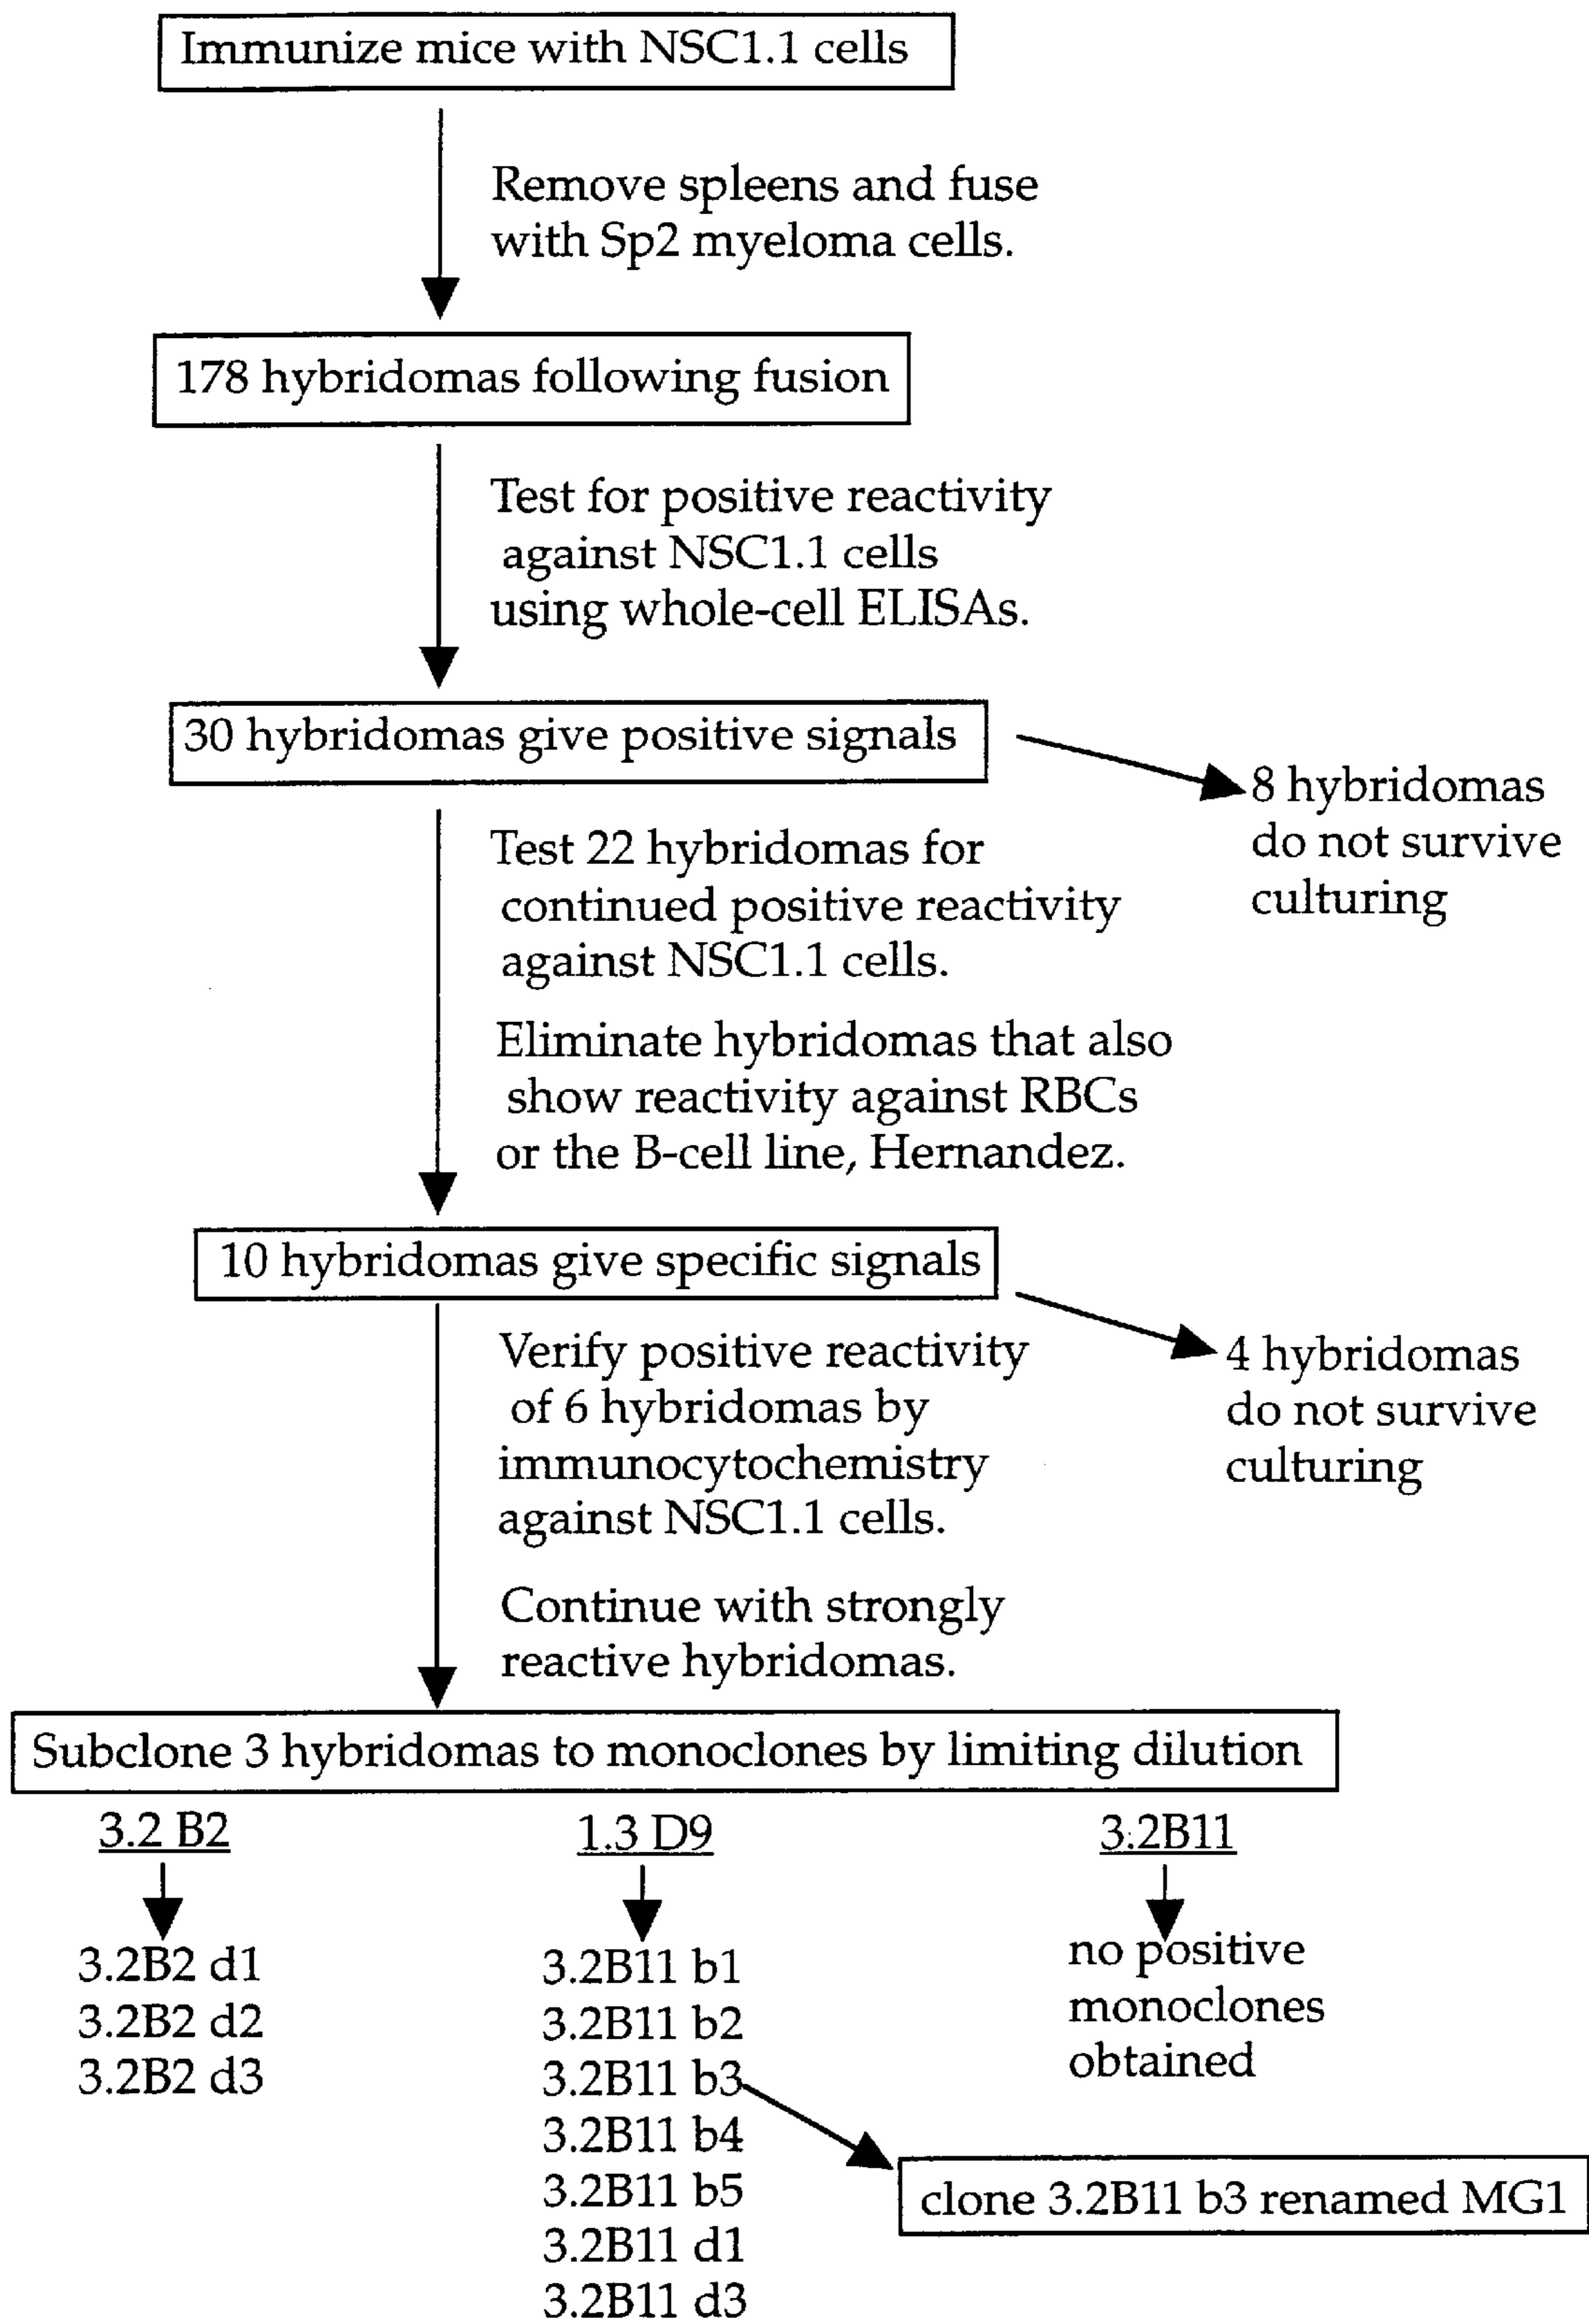 Immunize mice with NSC1.1 cells
Remove spleens and fuse
with Sp2 myeloma cells.
178 hybridomas following fusion
Test for positive reactivity
against NSC1.1 cells
using whole-cell ELISAs.
30 hybridomas give positive signals
8 hybridomas
do not survive
culturing
Test 22 hybridomas for
continued positive reactivity
against NSC1.1 cells.
Eliminate hybridomas that also
show reactivity against RBCs
or the B-cell line, Hernandez.
10 hybridomas give specific signals
4 hybridomas
do not survive
culturing
Verify positive reactivity
of 6 hybridomas by
immunocytochemistry
against NSC1.1 cells.
Continue with strongly
reactive hybridomas.
Subclone 3 hybridomas to monoclones by limiting dilution
3.2 B2
3.2B2 d1
3.2B2 d2
3.2B2 d3
1.3 D9
3.2B11 b1
3.2B11 b2
3.2B11 b3
3.2B11 b4
3.2B11 b5
3.2B11 d1
3.2B11 d3
3.2B11
no positive
monoclones
obtained
clone 3.2B11 b3 renamed MG1